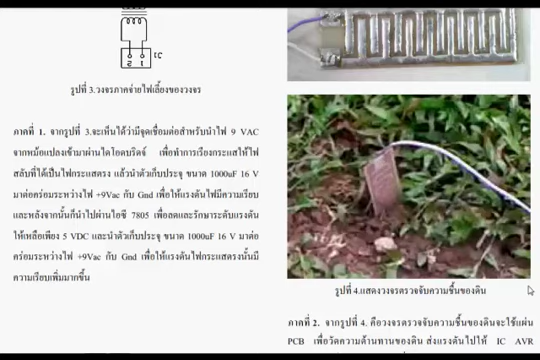 รูปที่ 3.วงจรภาคจ่ายไฟเลี้ยงของวงจร
ภาคที่ 1. จากรูปที่ 3.จะเห็นได้ว่ามีจุดเชื่อมต่อสำหรับนำไฟ 9 VAC
จากหม้อแปลงเข้ามาผ่านไดโอดบริดจ์ เพื่อทำการเรียงกระแสให้ไฟ
สลับที่ได้เป็นไฟกระแสตรง แล้วนำตัวเก็บประจุ ขนาด 1000uF 16 V
มาต่อคร่อมระหว่างไฟ +9Vac กับ Gnd เพื่อให้แรงดันไฟมีความเรียบ
และหลังจากนั้นก็นำไปผ่านไอซี 7805 เพื่อลดและรักษาระดับแรงดัน
ให้เหลือเพียง 5 VDC และนำตัวเก็บประจุ ขนาด 1000uF 16 V มาต่อ
คร่อมระหว่างไฟ +9Vac กับ Gnd เพื่อให้แรงดันไฟกระแสตรงนั้นมี
ความเรียบเพิ่มมากขึ้น
รูปที่ 4.แสดงวงจรตรวจจับความชื้นของดิน
ภาคที่ 2. จากรูปที่ 4. คือวงจรตรวจจับความชื้นของดินจะใช้แผ่น
PCB เพื่อวัดความต้านทานของดิน ส่งแรงดันไปให้ IC AVR